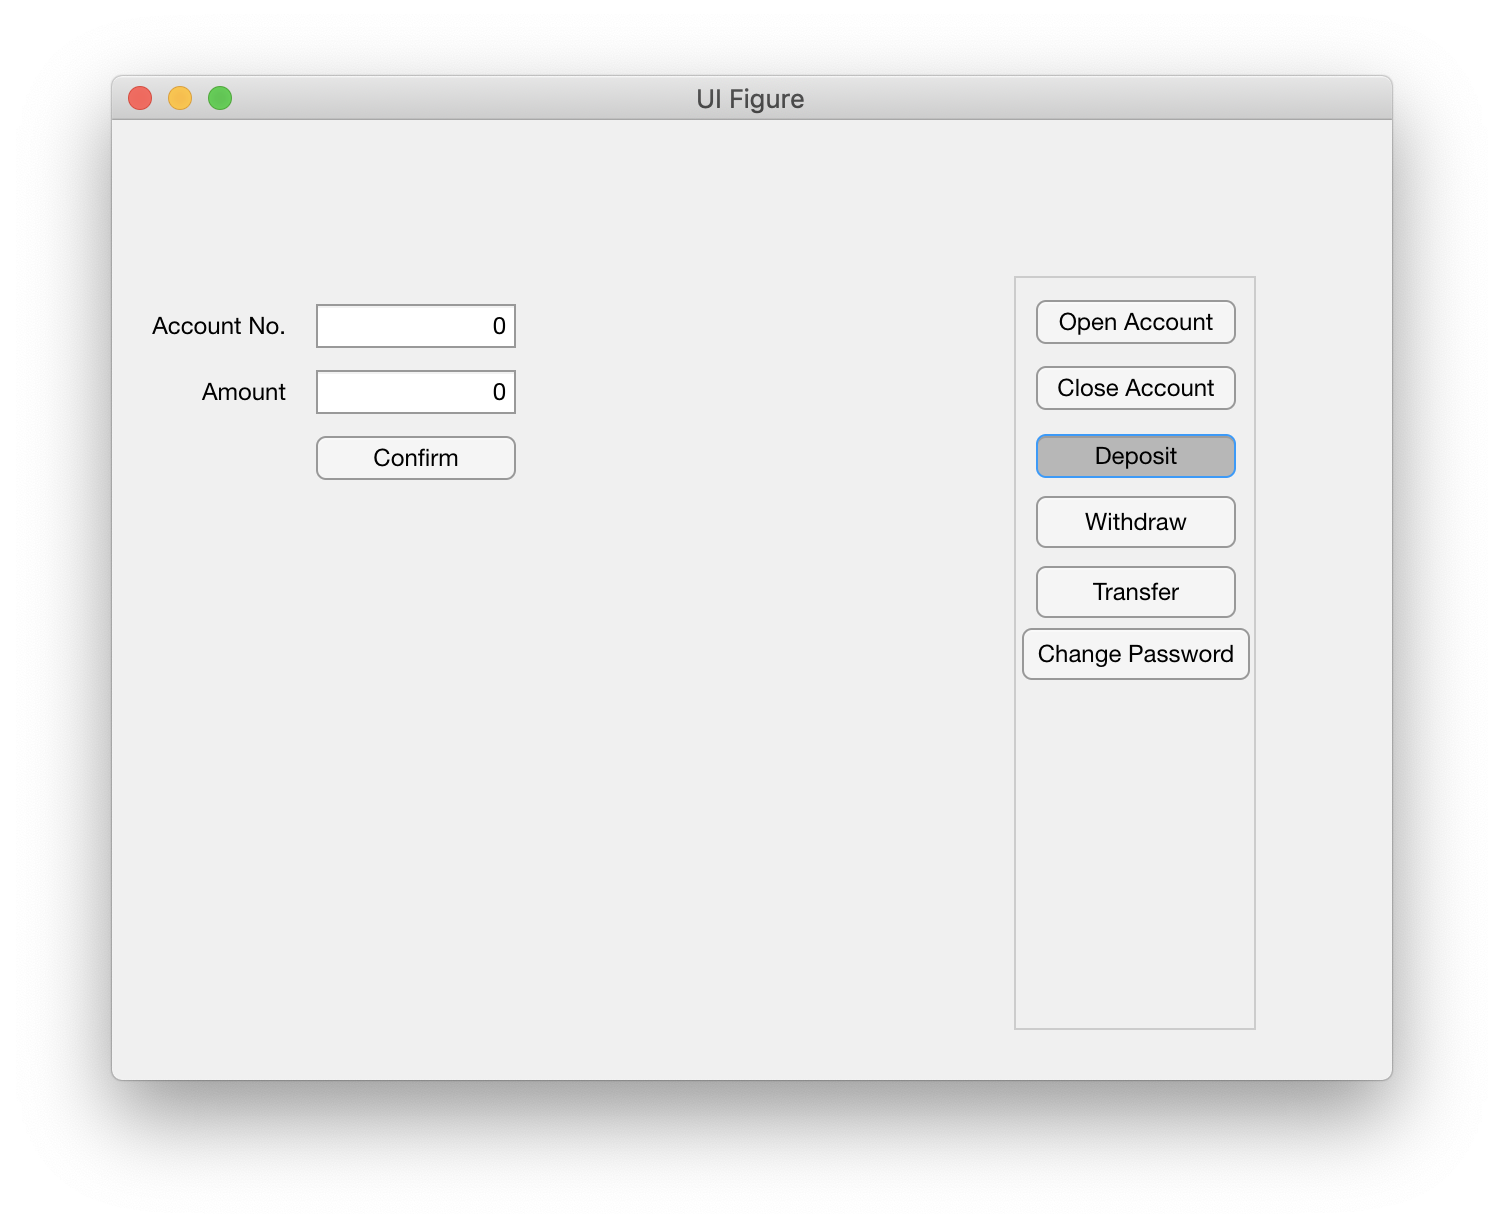 UI Figure
Account No. 0
Amount 0
Confirm
Open Account
Close Account
Deposit
Withdraw
Transfer
Change Password